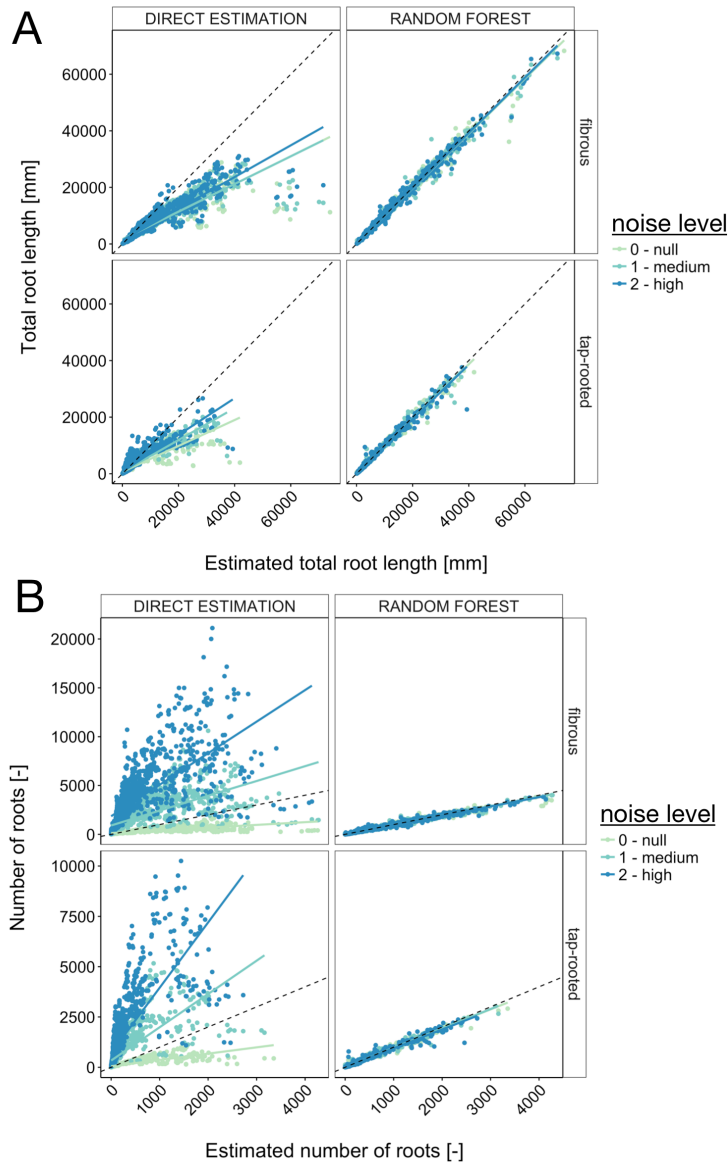 A
DIRECT ESTIMATION
RANDOM FOREST
Total root length [mm]
60000
40000
20000
0
fibrous
60000
40000
20000
0
tap-rooted
0
20000
40000
60000
0
20000
40000
60000
Estimated total root length [mm]
noise level
0 - null
1 - medium
2 - high
B
DIRECT ESTIMATION
RANDOM FOREST
Number of roots [-]
20000
15000
10000
5000
0
fibrous
10000
7500
5000
2500
0
tap-rooted
0
1000
2000
3000
4000
0
1000
2000
3000
4000
Estimated number of roots [-]
noise level
0 - null
1 - medium
2 - high